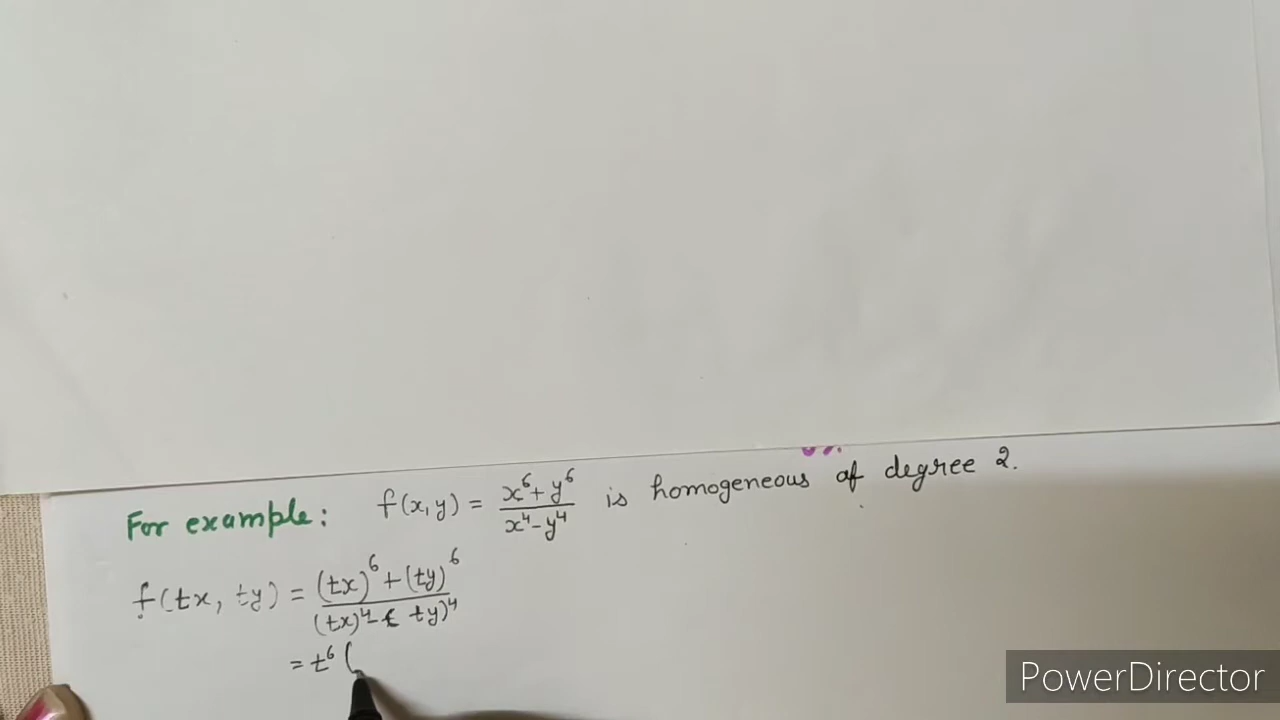 For example: f(x,y) = x⁶+y⁶ / x⁴-y⁴ is homogeneous of degree 2.
f(tx, ty) = (tx)⁶+(ty)⁶ / (tx)⁴-( ty)⁴
= t⁶ (
PowerDirector